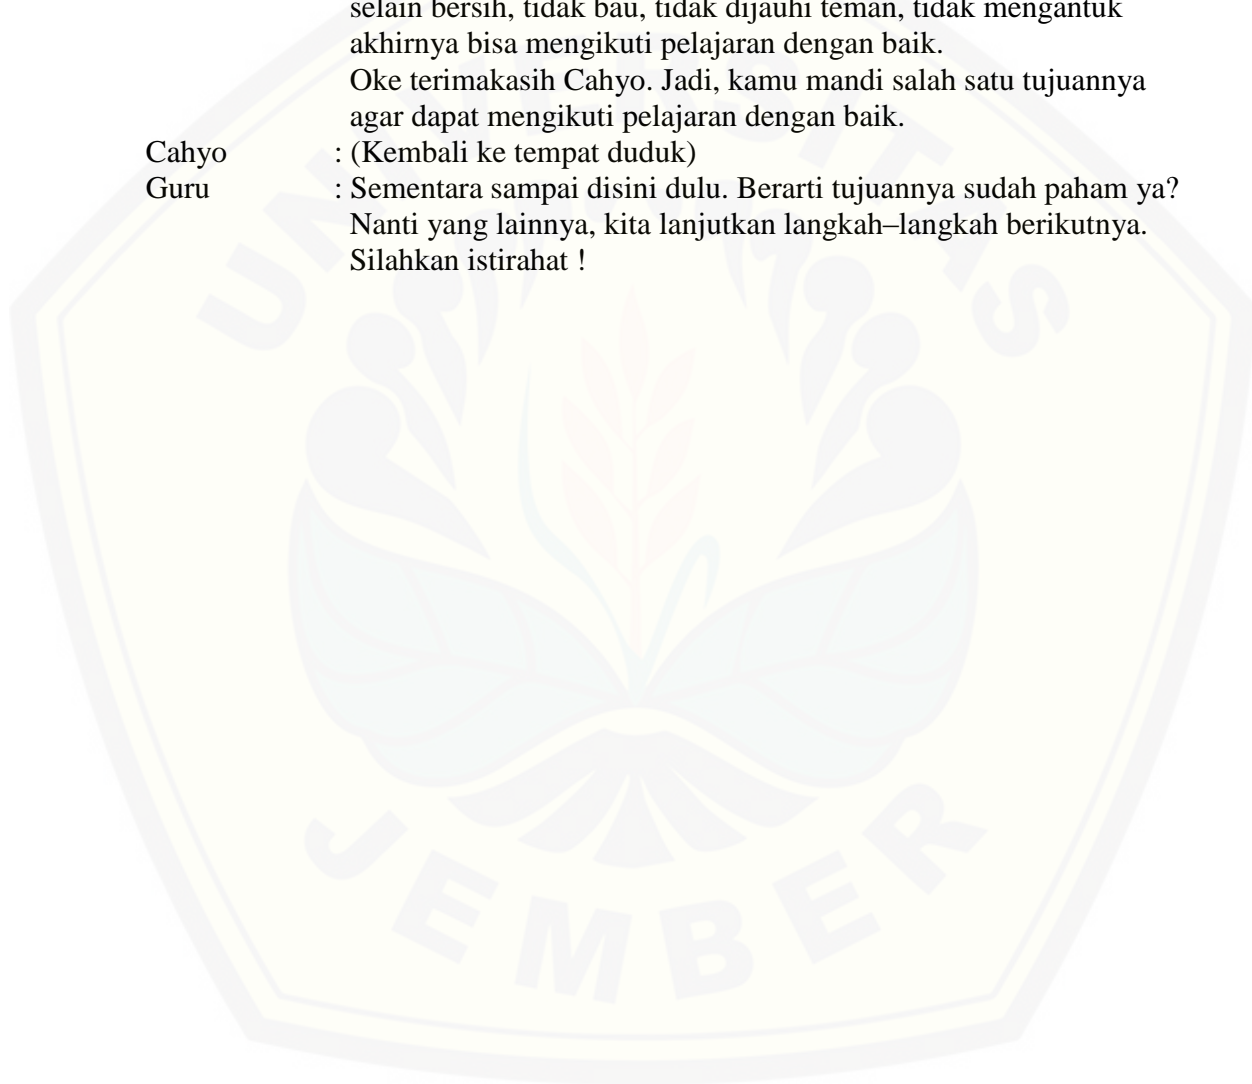 selain bersih, tidak bau, tidak dijauhi teman, tidak mengantuk
akhirnya bisa mengikuti pelajaran dengan baik.
Oke terimakasih Cahyo. Jadi, kamu mandi salah satu tujuannya
agar dapat mengikuti pelajaran dengan baik.
Cahyo : (Kembali ke tempat duduk)
Guru : Sementara sampai disini dulu. Berarti tujuannya sudah paham ya?
Nanti yang lainnya, kita lanjutkan langkah–langkah berikutnya.
Silahkan istirahat !
UNIVERSITAS
JEMBER